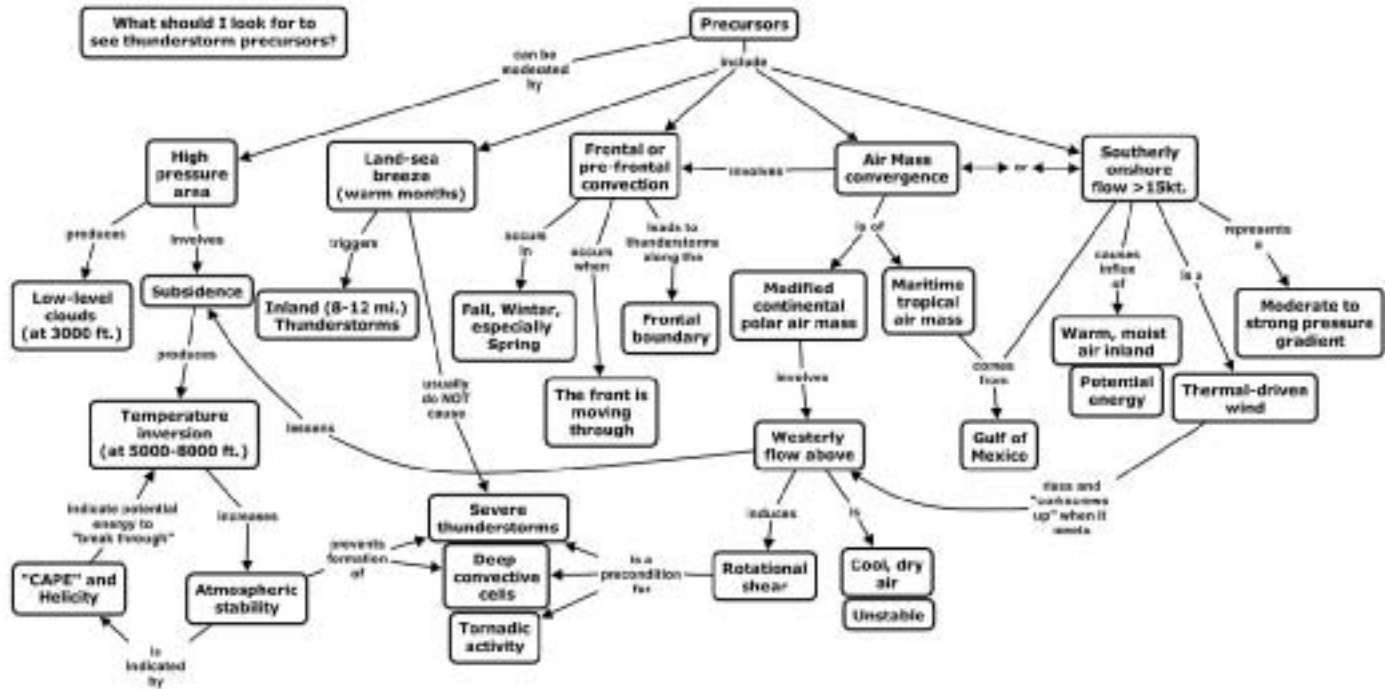 What should I look for to
see thunderstorm precursors?
Precursors
can be
moderated
by
include
High
pressure
area
Land-sea
breeze
(warm months)
Frontal or
pre-frontal
convection
involves
Air Mass
convergence
or
Southerly
onshore
flow >15kt.
produces
involves
triggers
occurs
in
occurs
when
leads to
thunderstorms
along the
is of
causes
influx
of
is a
represents
a
Low-level
clouds
(at 3000 ft.)
Subsidence
Inland (8-12 mi.)
Thunderstorms
Fall, Winter,
especially
Spring
Frontal
boundary
Modified
continental
polar air mass
Maritime
tropical
air mass
Warm, moist
air inland
Potential
energy
Moderate to
strong pressure
gradient
produces
usually
do NOT
cause
The front is
moving
through
involves
comes
from
Thermal-driven
wind
Temperature
inversion
(at 5000-8000 ft.)
lessens
Westerly
flow above
Gulf of
Mexico
rises and
"corkscrews
up" when it
meets
indicate potential
energy to
"break through"
increases
Severe
thunderstorms
induces
is
prevents
formation
of
Deep
convective
cells
is a
precondition
for
Rotational
shear
Cool, dry
air
Unstable
"CAPE" and
Helicity
Atmospheric
stability
Tornadic
activity
is
indicated
by